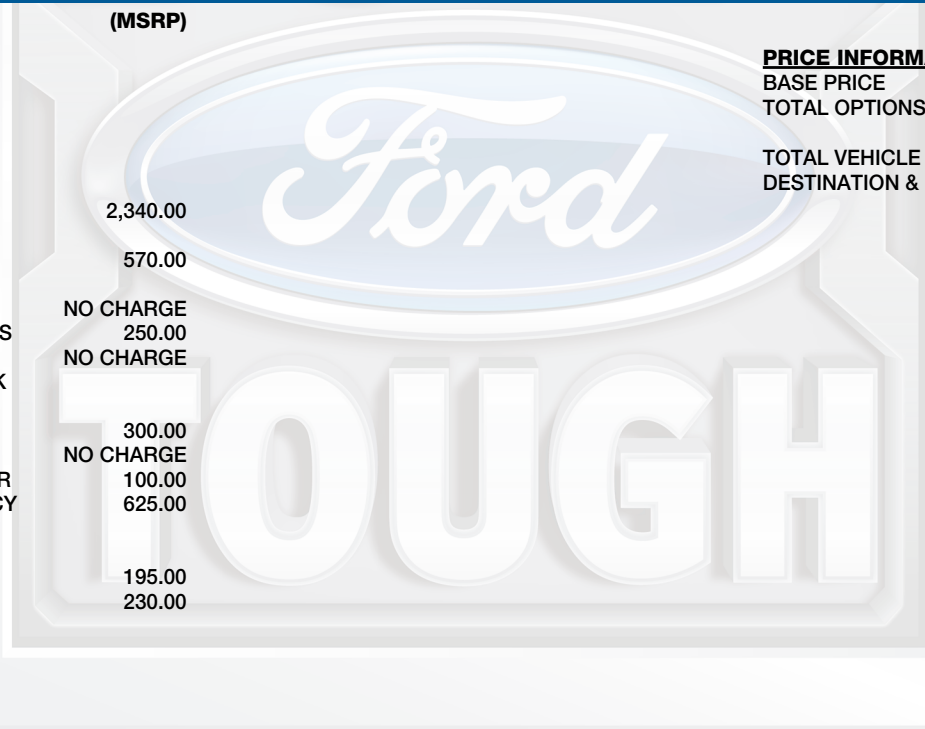 (MSRP)
PRICE INFORM
BASE PRICE
TOTAL OPTIONS
TOTAL VEHICLE
DESTINATION &
2,340.00
570.00
NO CHARGE
S 250.00
NO CHARGE
K
300.00
NO CHARGE
R 100.00
CY 625.00
195.00
230.00
Ford
TOUGH